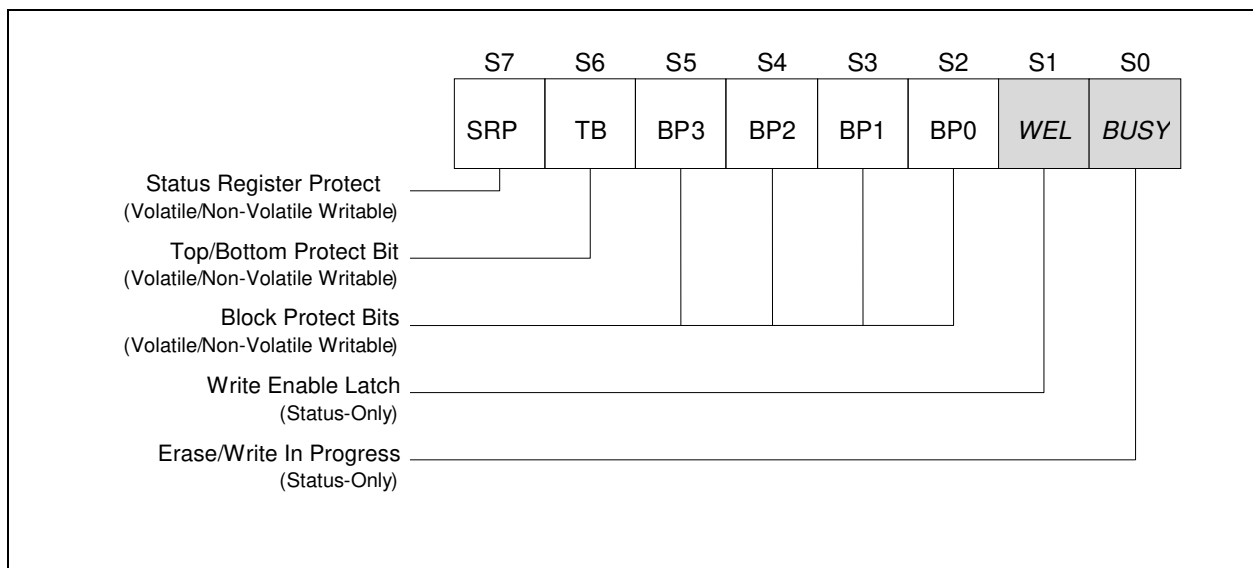 S7 S6 S5 S4 S3 S2 S1 S0
SRP TB BP3 BP2 BP1 BP0 WEL BUSY
Status Register Protect
(Volatile/Non-Volatile Writable)
Top/Bottom Protect Bit
(Volatile/Non-Volatile Writable)
Block Protect Bits
(Volatile/Non-Volatile Writable)
Write Enable Latch
(Status-Only)
Erase/Write In Progress
(Status-Only)